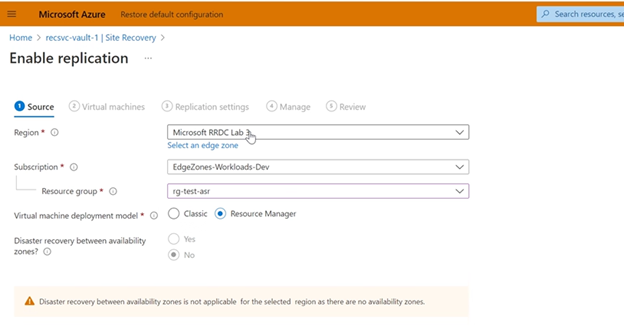 Microsoft Azure Restore default configuration Search resources, se
Home > recsvc-vault-1 | Site Recovery >
Enable replication ...
1 Source 2 Virtual machines 3 Replication settings 4 Manage 5 Review
Region * Microsoft RRDC Lab 3
Select an edge zone
Subscription * EdgeZones-Workloads-Dev
Resource group * rg-test-asr
Virtual machine deployment model * Classic Resource Manager
Disaster recovery between availability Yes
zones? No
Disaster recovery between availability zones is not applicable for the selected region as there are no availability zones.